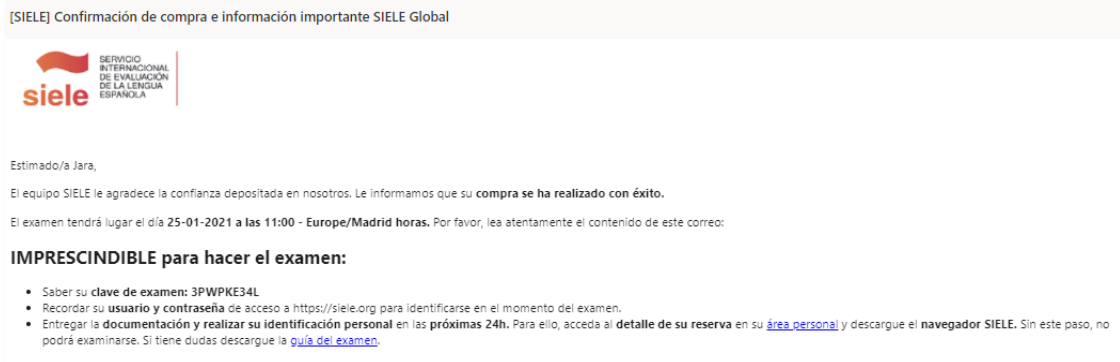 [SIELE] Confirmación de compra e información importante SIELE Global
siele
SERVICIO
INTERNACIONAL
DE EVALUACIÓN
DE LA LENGUA
ESPAÑOLA
Estimado/a Jara,
El equipo SIELE le agradece la confianza depositada en nosotros. Le informamos que su compra se ha realizado con éxito.
El examen tendrá lugar el día 25-01-2021 a las 11:00 - Europe/Madrid horas. Por favor, lea atentamente el contenido de este correo:
IMPRESCINDIBLE para hacer el examen:
• Saber su clave de examen: 3PWPKE34L
• Recordar su usuario y contraseña de acceso a https://siele.org para identificarse en el momento del examen.
• Entregar la documentación y realizar su identificación personal en las próximas 24h. Para ello, acceda al detalle de su reserva en su área personal y descargue el navegador SIELE. Sin este paso, no
podrá examinarse. Si tiene dudas descargue la guía del examen.